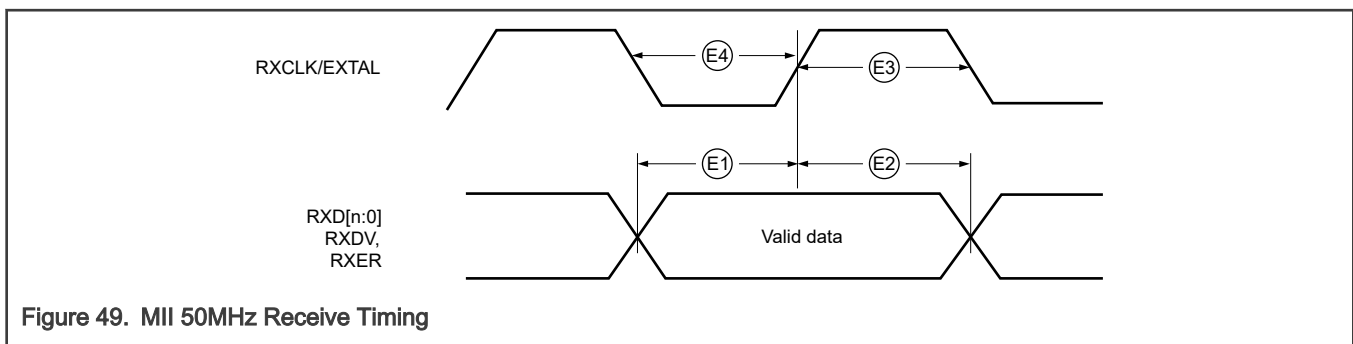 RXCLK/EXTAL
E4
E3
E1
E2
RXD[n:0]
RXDV,
RXER
Valid data
Figure 49. MII 50MHz Receive Timing